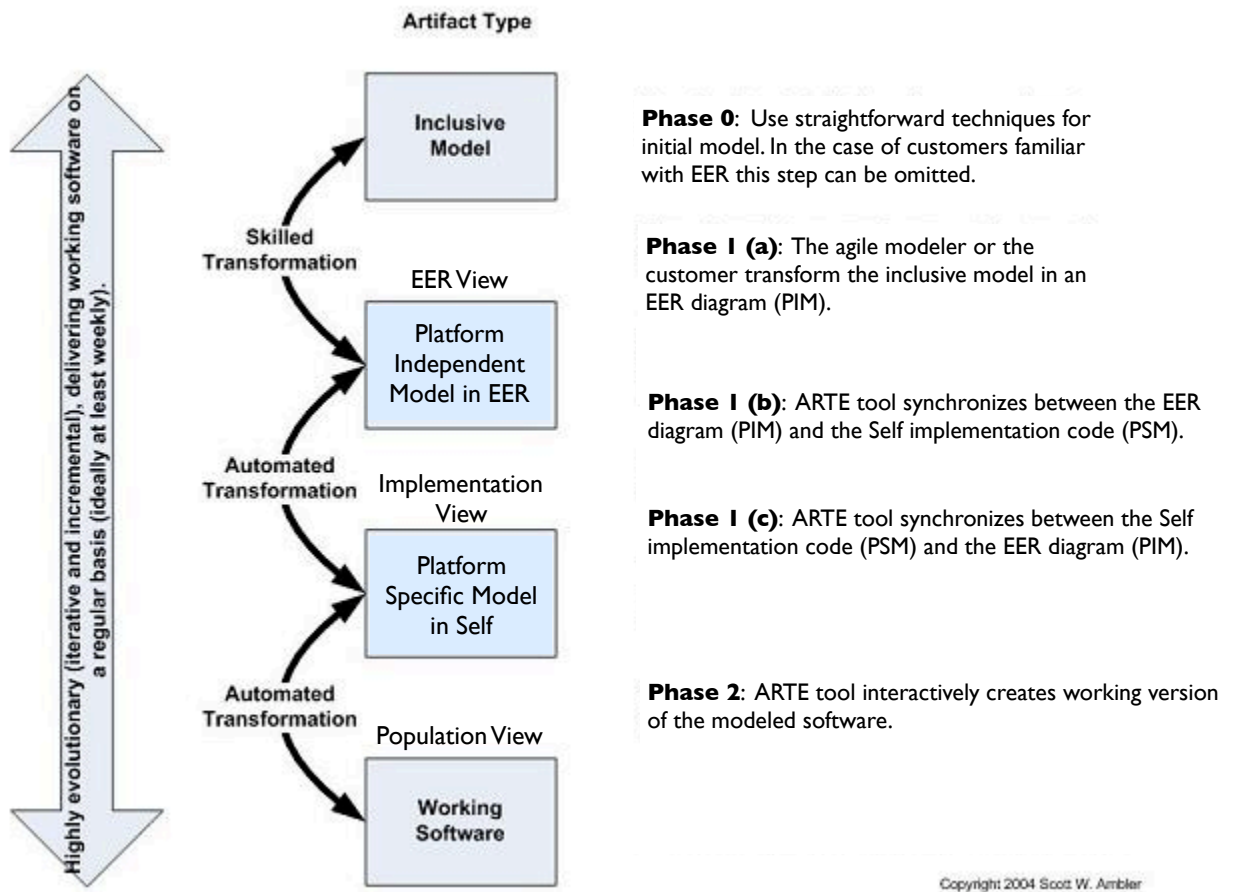 Artifact Type
Highly evolutionary (iterative and incremental), delivering working software on
a regular basis (ideally at least weekly).
Inclusive
Model
Phase 0: Use straightforward techniques for
initial model. In the case of customers familiar
with EER this step can be omitted.
Skilled
Transformation
Phase 1 (a): The agile modeler or the
customer transform the inclusive model in an
EER diagram (PIM).
EER View
Platform
Independent
Model in EER
Phase 1 (b): ARTE tool synchronizes between the EER
diagram (PIM) and the Self implementation code (PSM).
Automated
Transformation
Implementation
View
Phase 1 (c): ARTE tool synchronizes between the Self
implementation code (PSM) and the EER diagram (PIM).
Platform
Specific Model
in Self
Automated
Transformation
Phase 2: ARTE tool interactively creates working version
of the modeled software.
Population View
Working
Software
Copyright 2004 Scott W. Ambler